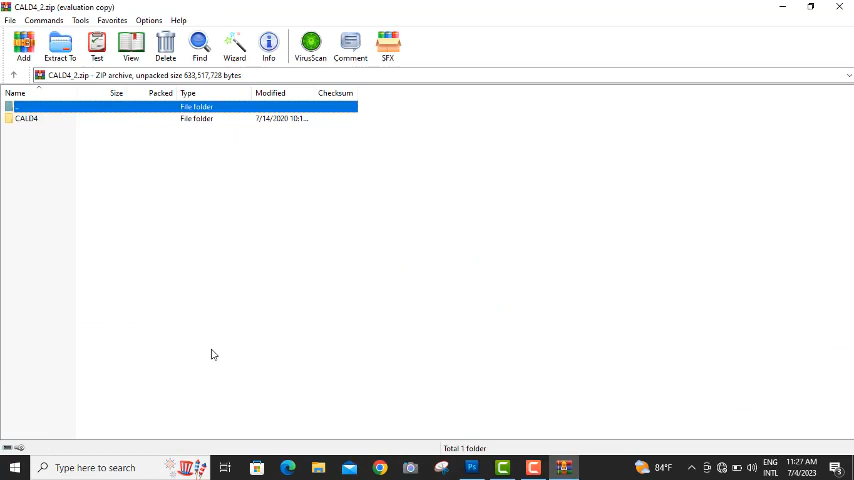 CALD4_2.zip (evaluation copy)
File Commands Tools Favorites Options Help
Add Extract To Test View Delete Find Wizard Info VirusScan Comment SFX
CALD4_2.zip - ZIP archive, unpacked size 633,517,728 bytes
Name Size Packed Type Modified Checksum
.. File folder
CALD4 File folder 7/14/2020 10:1...
Total 1 folder
Type here to search
84°F
ENG
INTL
11:27 AM
7/4/2023
3